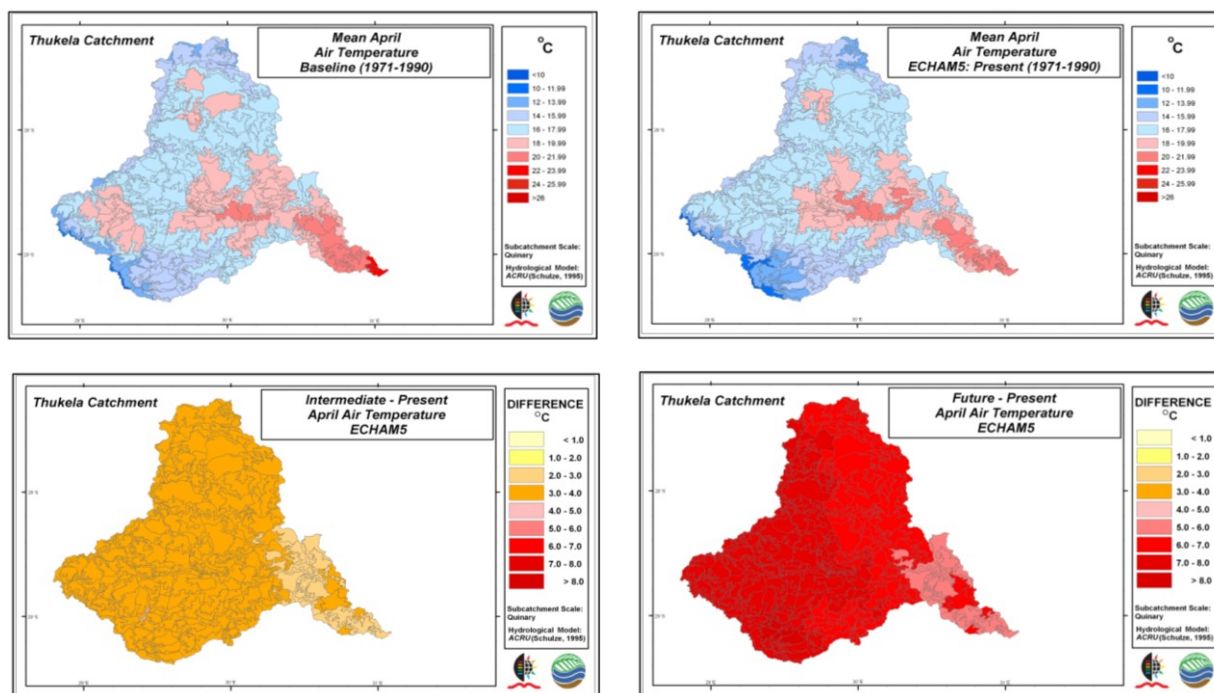 Thukela Catchment
Mean April
Air Temperature
Baseline (1971-1990)
°C
<10
10 - 11.99
12 - 13.99
14 - 15.99
16 - 17.99
18 - 19.99
20 - 21.99
22 - 23.99
24 - 25.99
>26
Subcatchment Scale:
Quinary
Hydrological Model:
ACRU (Schulze, 1995)
Thukela Catchment
Mean April
Air Temperature
ECHAM5: Present (1971-1990)
°C
<10
10 - 11.99
12 - 13.99
14 - 15.99
16 - 17.99
18 - 19.99
20 - 21.99
22 - 23.99
24 - 25.99
>26
Subcatchment Scale:
Quinary
Hydrological Model:
ACRU (Schulze, 1995)
Thukela Catchment
Intermediate - Present
April Air Temperature
ECHAM5
DIFFERENCE
°C
< 1.0
1.0 - 2.0
2.0 - 3.0
3.0 - 4.0
4.0 - 5.0
5.0 - 6.0
6.0 - 7.0
7.0 - 8.0
> 8.0
Subcatchment Scale:
Quinary
Hydrological Model:
ACRU (Schulze, 1995)
Thukela Catchment
Future - Present
April Air Temperature
ECHAM5
DIFFERENCE
°C
< 1.0
1.0 - 2.0
2.0 - 3.0
3.0 - 4.0
4.0 - 5.0
5.0 - 6.0
6.0 - 7.0
7.0 - 8.0
> 8.0
Subcatchment Scale:
Quinary
Hydrological Model:
ACRU (Schulze, 1995)